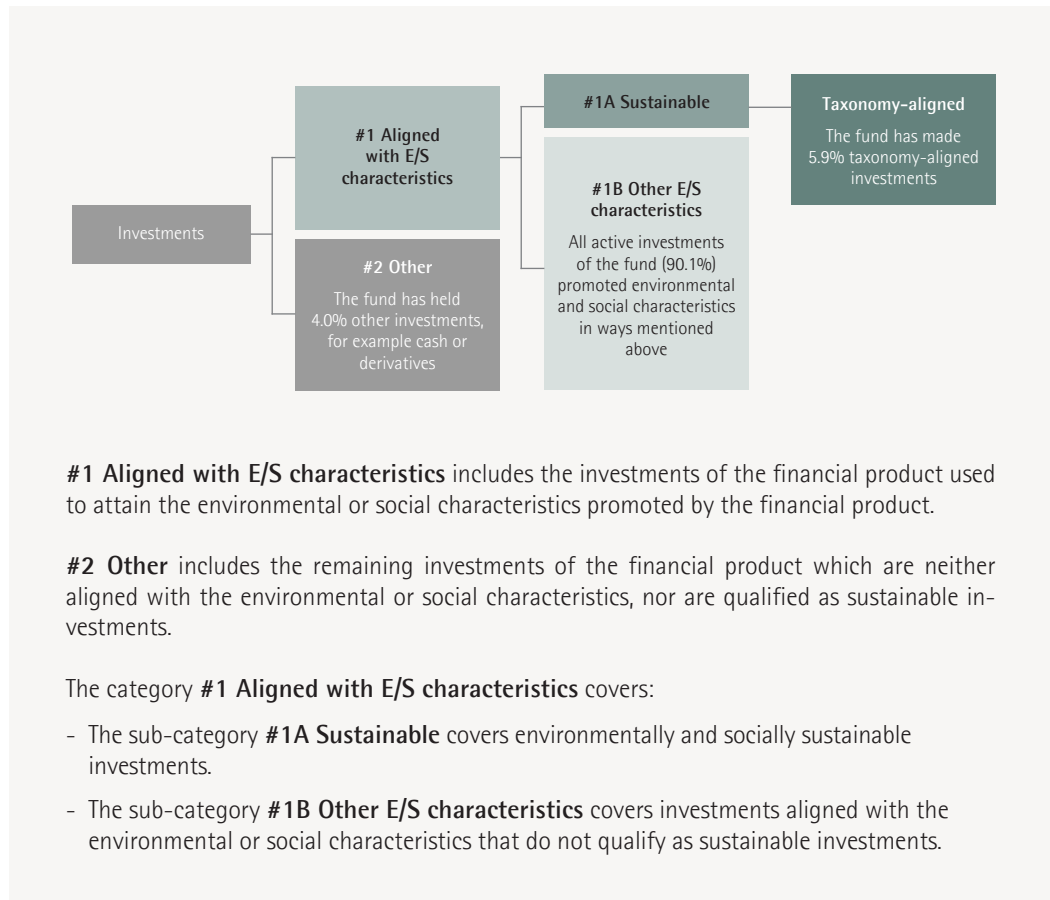 Investments
#1 Aligned
with E/S
characteristics
#2 Other
The fund has held
4.0% other investments,
for example cash or
derivatives
#1A Sustainable
#1B Other E/S
characteristics
All active investments
of the fund (90.1%)
promoted environmental
and social characteristics
in ways mentioned
above
Taxonomy-aligned
The fund has made
5.9% taxonomy-aligned
investments
#1 Aligned with E/S characteristics includes the investments of the financial product used
to attain the environmental or social characteristics promoted by the financial product.
#2 Other includes the remaining investments of the financial product which are neither
aligned with the environmental or social characteristics, nor are qualified as sustainable in-
vestments.
The category #1 Aligned with E/S characteristics covers:
- The sub-category #1A Sustainable covers environmentally and socially sustainable
investments.
- The sub-category #1B Other E/S characteristics covers investments aligned with the
environmental or social characteristics that do not qualify as sustainable investments.